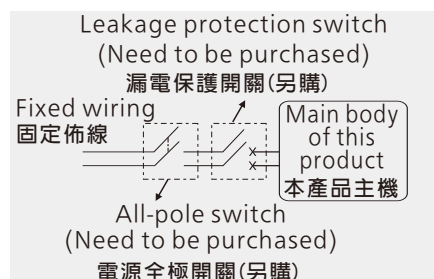 Leakage protection switch
(Need to be purchased)
漏電保護開關(另購)
Fixed wiring
固定佈線
Main body
of this
product
本產品主機
All-pole switch
(Need to be purchased)
電源全極開關(另購)